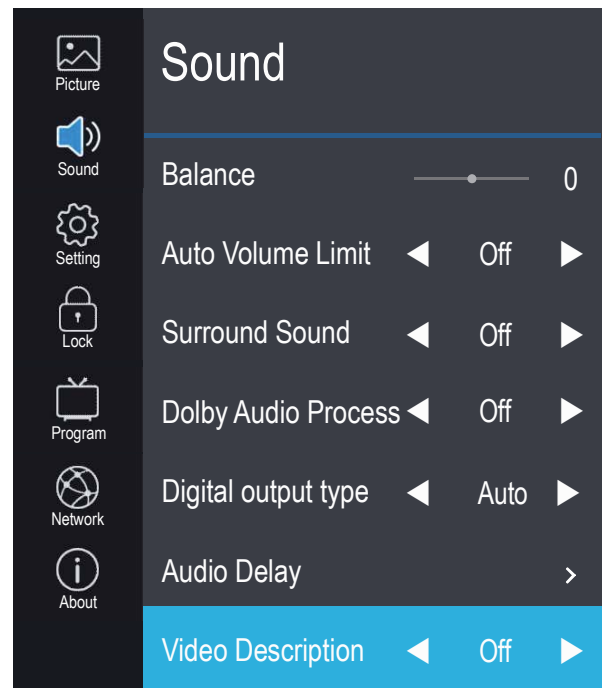 Picture
Sound
Setting
Lock
Program
Network
About
Sound
Balance 0
Auto Volume Limit Off
Surround Sound Off
Dolby Audio Process Off
Digital output type Auto
Audio Delay
Video Description Off